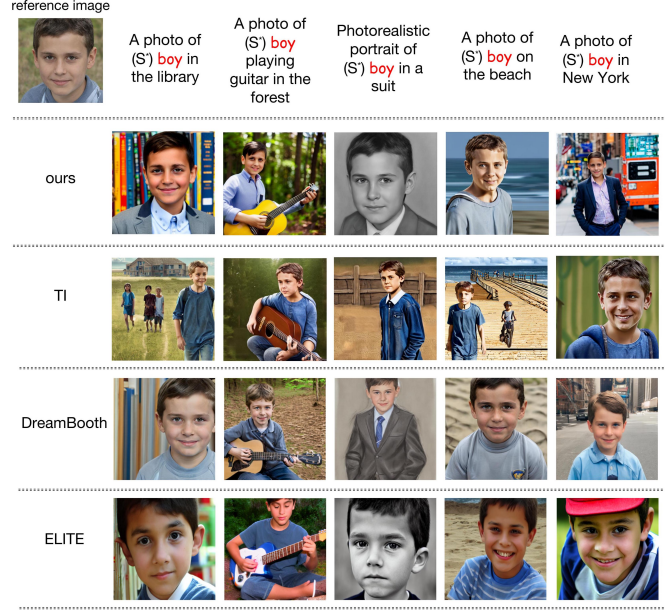 reference image
A photo of
(S*) boy in
the library
A photo of
(S*) boy
playing
guitar in the
forest
Photorealistic
portrait of
(S*) boy in a
suit
A photo of
(S*) boy on
the beach
A photo of
(S*) boy in
New York
ours
TI
DreamBooth
ELITE